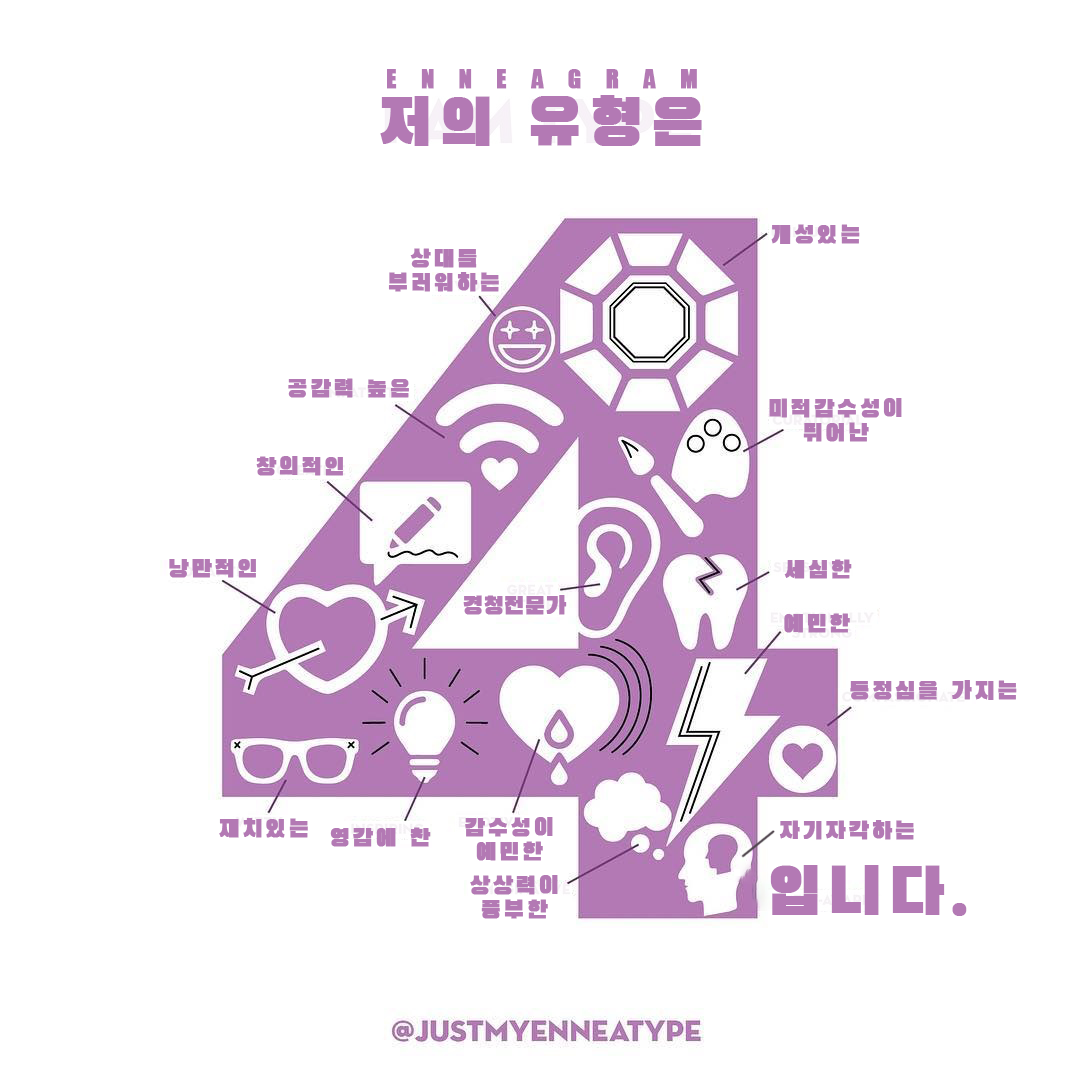 ENNEAGRAM
저의 유형은
개성있는
상대를
부러워하는
공감력 높은
미적감수성이
뛰어난
창의적인
낭만적인
세심한
경청전문가
예민한
동정심을 가지는
재치있는
영감에 찬
감수성이
예민한
자기자각하는
상상력이
풍부한
입니다.
@JUSTMYENNEATYPE